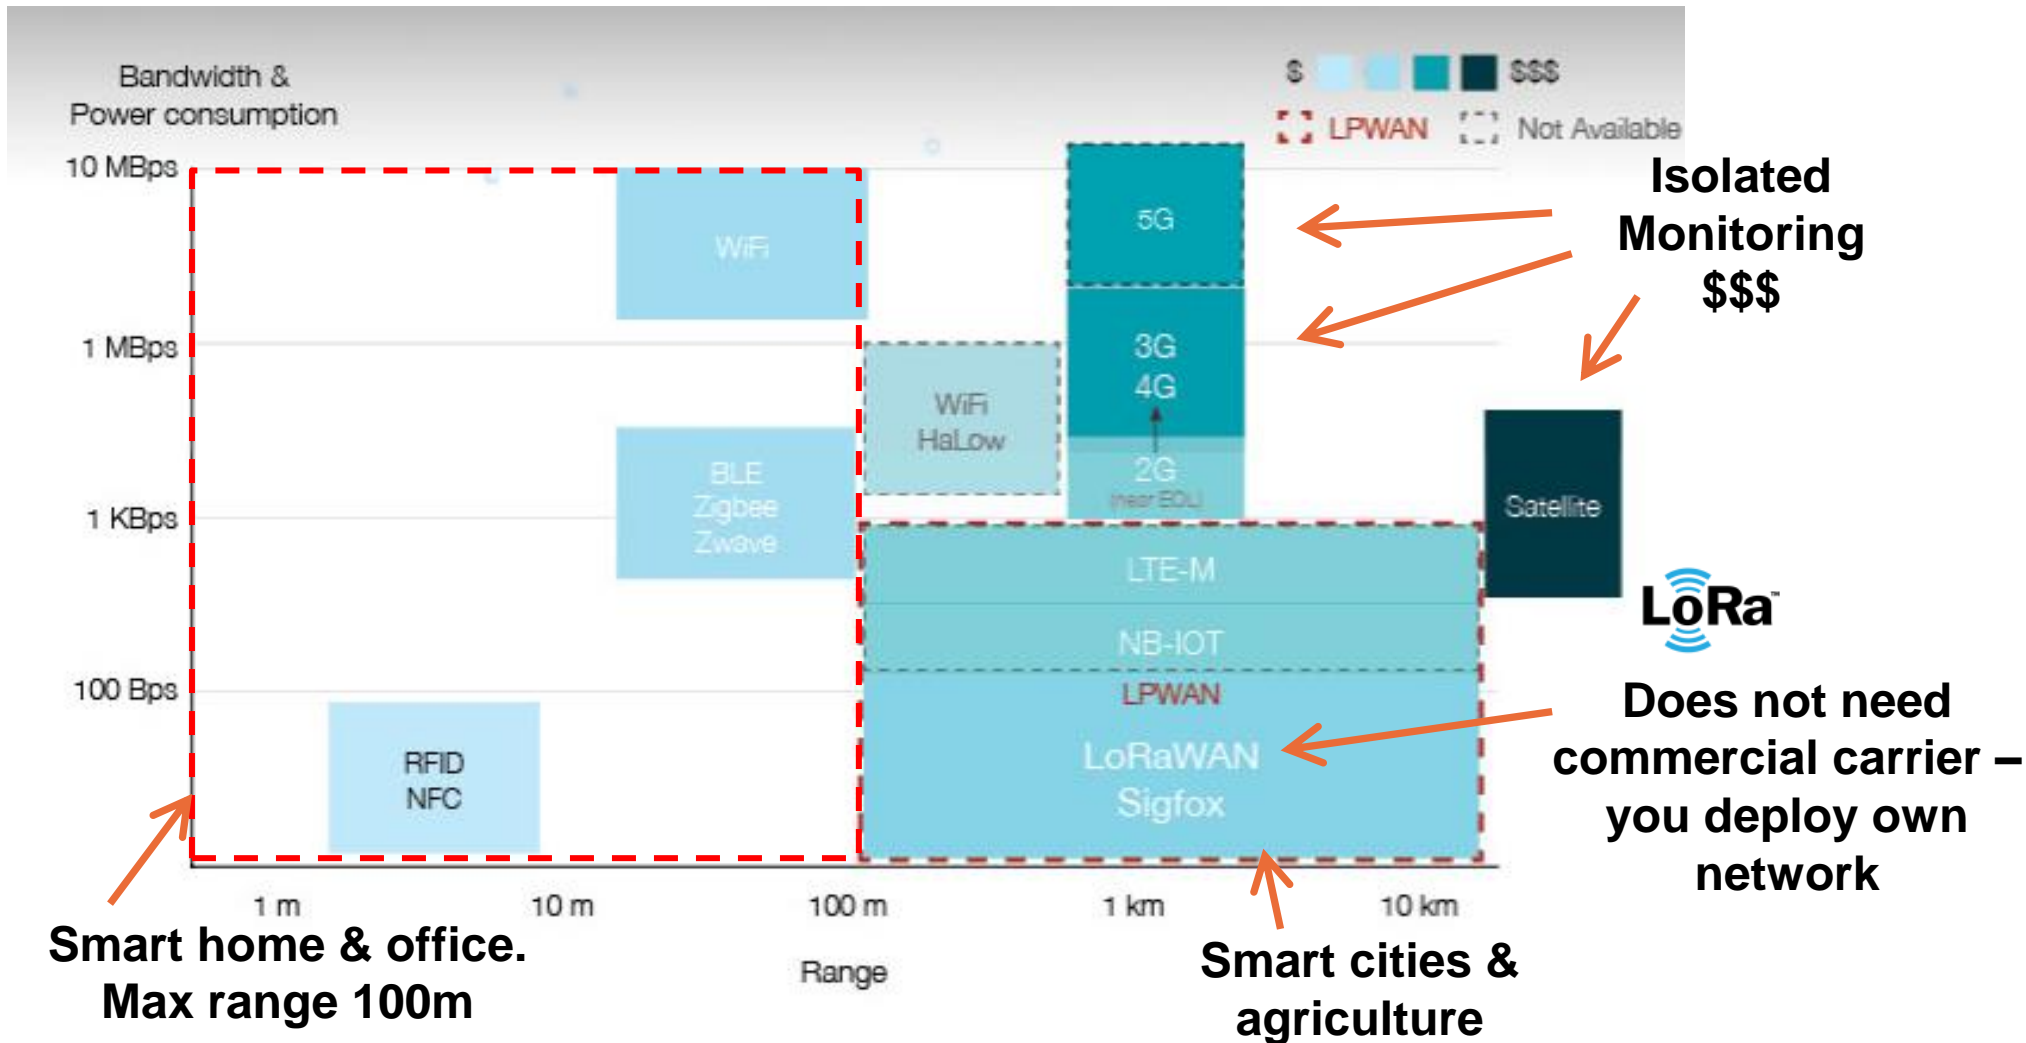 Bandwidth &
Power consumption
$ $$$
LPWAN Not Available
10 MBps
1 MBps
1 KBps
100 Bps
WiFi
5G
3G
4G
2G
(near EOL)
WiFi
HaLow
BLE
Zigbee
Zwave
Satellite
LTE-M
NB-IOT
LPWAN
LoRaWAN
Sigfox
RFID
NFC
1 m 10 m 100 m 1 km 10 km
Range
Isolated
Monitoring
$$$
LoRa™
Does not need
commercial carrier –
you deploy own
network
Smart home & office.
Max range 100m
Smart cities &
agriculture